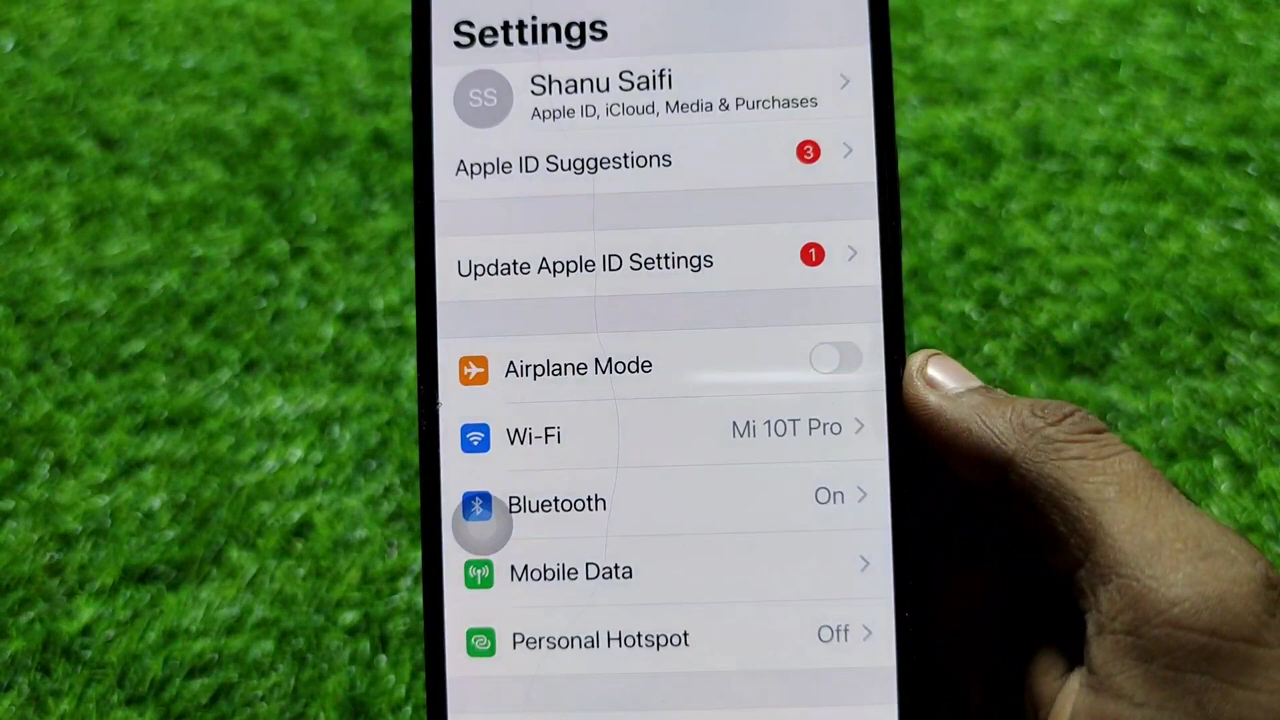 Settings
SS
Shanu Saifi
Apple ID, iCloud, Media & Purchases
Apple ID Suggestions 3
Update Apple ID Settings 1
Airplane Mode
Wi-Fi Mi 10T Pro
Bluetooth On
Mobile Data
Personal Hotspot Off